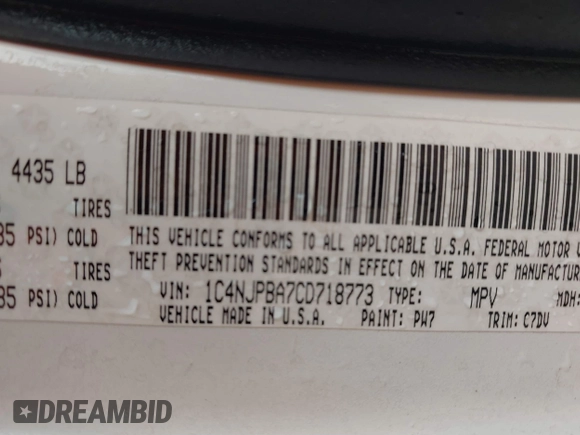 4435 LB
TIRES
35 PSI) COLD
TIRES
35 PSI) COLD
THIS VEHICLE CONFORMS TO ALL APPLICABLE U.S.A. FEDERAL MOTOR V
THEFT PREVENTION STANDARDS IN EFFECT ON THE DATE OF MANUFACTUR
VIN: 1C4NJPBA7CD718773 TYPE: MPV MDH:
VEHICLE MADE IN U.S.A. PAINT: PW7 TRIM: C7DV
DREAMBID